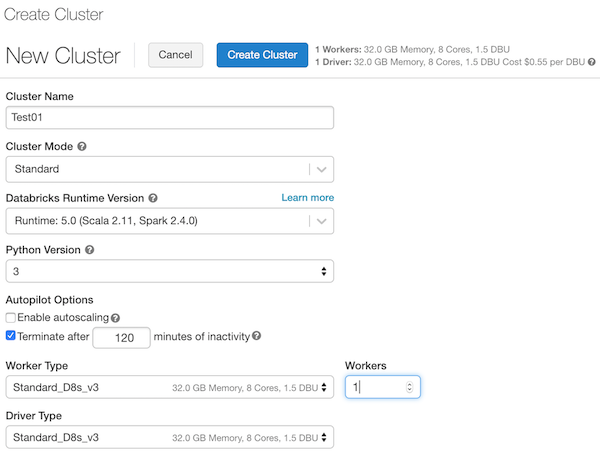 Create Cluster
New Cluster
Cancel
Create Cluster
1 Workers: 32.0 GB Memory, 8 Cores, 1.5 DBU
1 Driver: 32.0 GB Memory, 8 Cores, 1.5 DBU Cost $0.55 per DBU ?
Cluster Name
Test01
Cluster Mode ?
Standard
Databricks Runtime Version ? Learn more
Runtime: 5.0 (Scala 2.11, Spark 2.4.0)
Python Version ?
3
Autopilot Options
Enable autoscaling ?
Terminate after 120 minutes of inactivity ?
Worker Type Workers
Standard_D8s_v3 32.0 GB Memory, 8 Cores, 1.5 DBU 1
Driver Type
Standard_D8s_v3 32.0 GB Memory, 8 Cores, 1.5 DBU